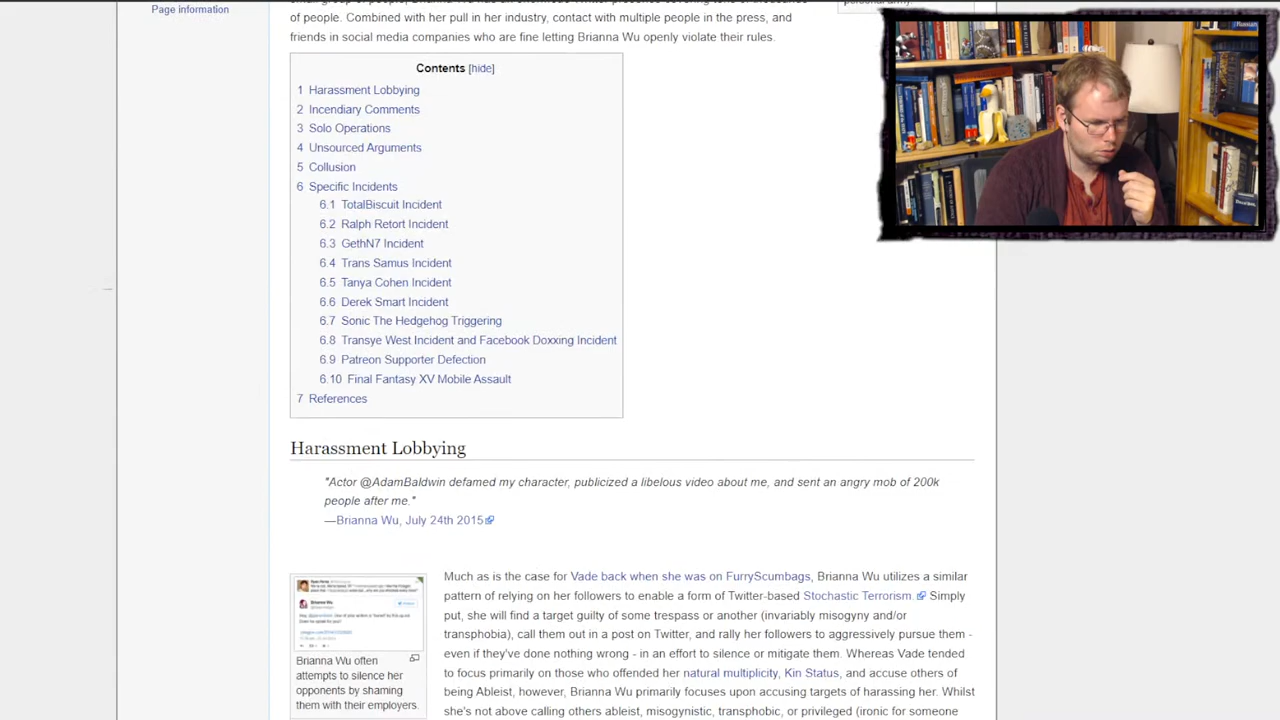 Page information
of people. Combined with her pull in her industry, contact with multiple people in the press, and
friends in social media companies who are fine letting Brianna Wu openly violate their rules.
Contents [hide]
1 Harassment Lobbying
2 Incendiary Comments
3 Solo Operations
4 Unsourced Arguments
5 Collusion
6 Specific Incidents
6.1 TotalBiscuit Incident
6.2 Ralph Retort Incident
6.3 GethN7 Incident
6.4 Trans Samus Incident
6.5 Tanya Cohen Incident
6.6 Derek Smart Incident
6.7 Sonic The Hedgehog Triggering
6.8 Transye West Incident and Facebook Doxxing Incident
6.9 Patreon Supporter Defection
6.10 Final Fantasy XV Mobile Assault
7 References
Harassment Lobbying
"Actor @AdamBaldwin defamed my character, publicized a libelous video about me, and sent an angry mob of 200k
people after me."
—Brianna Wu, July 24th 2015
Much as is the case for Vade back when she was on FurryScumbags, Brianna Wu utilizes a similar
pattern of relying on her followers to enable a form of Twitter-based Stochastic Terrorism. Simply
put, she will find a target guilty of some trespass or another (invariably misogyny and/or
transphobia), call them out in a post on Twitter, and rally her followers to aggressively pursue them -
even if they've done nothing wrong - in an effort to silence or mitigate them. Whereas Vade tended
to focus primarily on those who offended her natural multiplicity, Kin Status, and accuse others of
being Ableist, however, Brianna Wu primarily focuses upon accusing targets of harassing her. Whilst
she's not above calling others ableist, misogynistic, transphobic, or privileged (ironic for someone
Brianna Wu
Brianna Wu often
attempts to silence her
opponents by shaming
them with their employers.